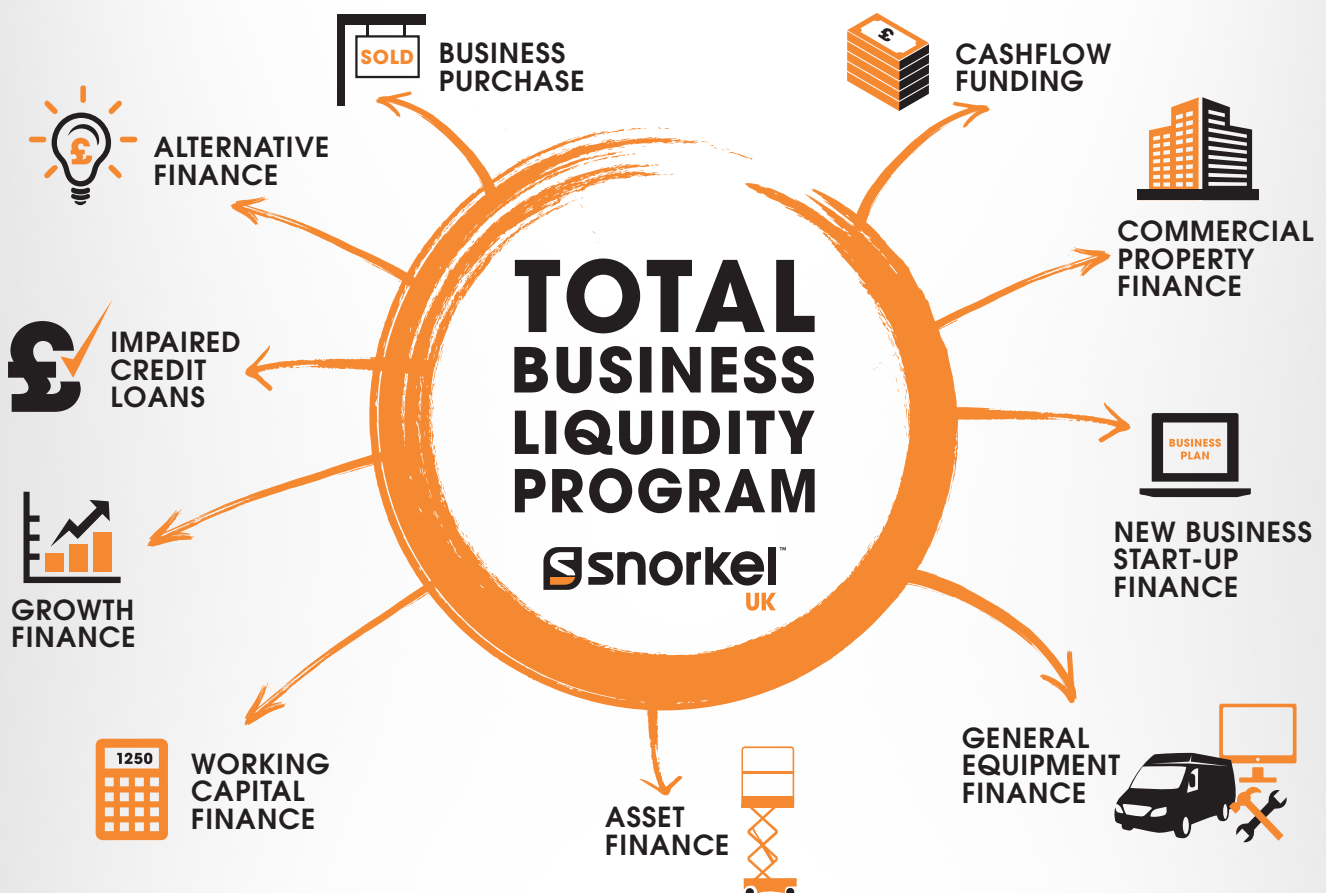 SOLD
BUSINESS
PURCHASE
£
CASHFLOW
FUNDING
£
ALTERNATIVE
FINANCE
COMMERCIAL
PROPERTY
FINANCE
£
IMPAIRED
CREDIT
LOANS
TOTAL
BUSINESS
LIQUIDITY
PROGRAM
snorkel™
UK
BUSINESS
PLAN
NEW BUSINESS
START-UP
FINANCE
GROWTH
FINANCE
1250
WORKING
CAPITAL
FINANCE
ASSET
FINANCE
GENERAL
EQUIPMENT
FINANCE